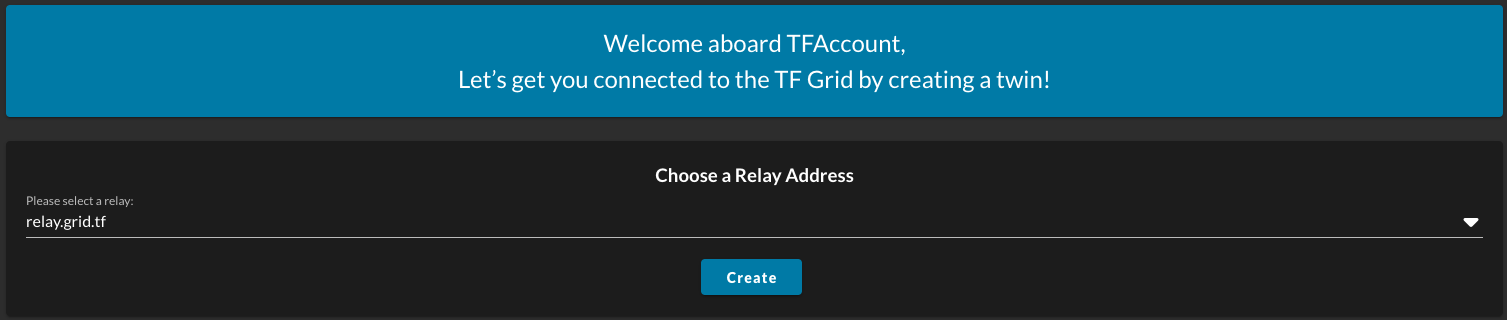 Welcome aboard TFAccount,
Let’s get you connected to the TF Grid by creating a twin!
Choose a Relay Address
Please select a relay:
relay.grid.tf
Create